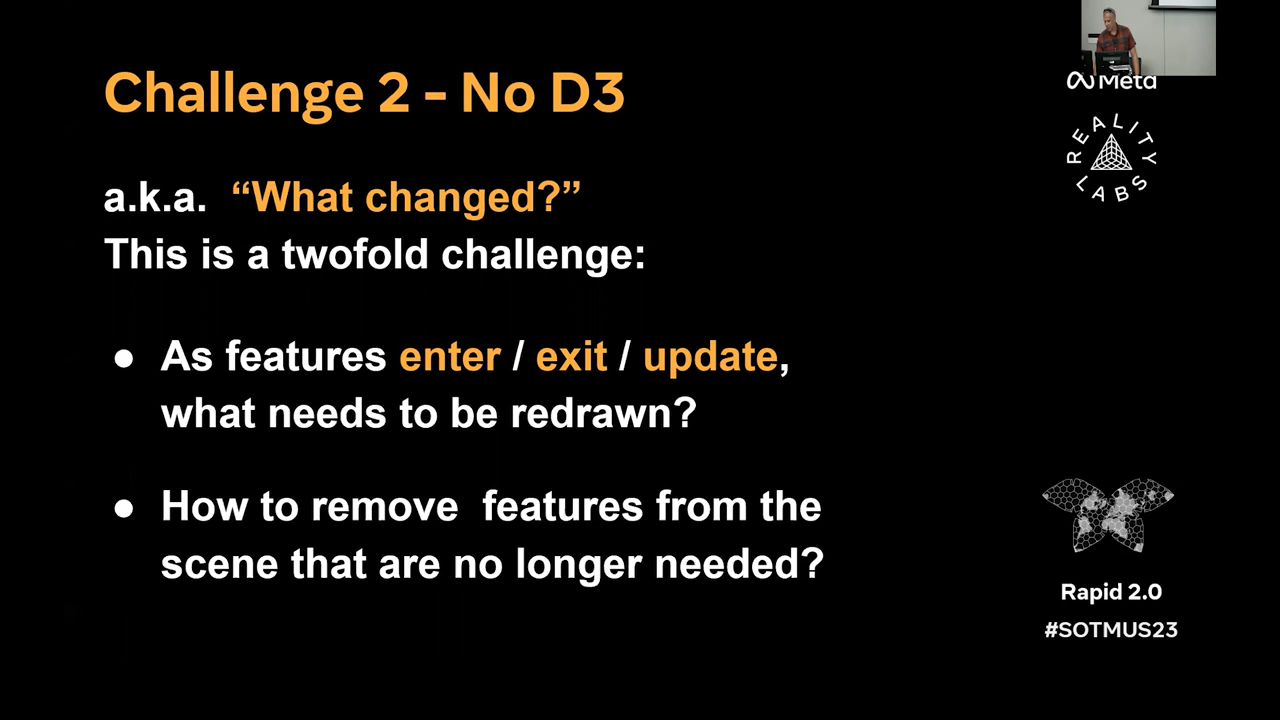 Challenge 2 - No D3
a.k.a. “What changed?”
This is a twofold challenge:
● As features enter / exit / update,
what needs to be redrawn?
● How to remove features from the
scene that are no longer needed?
Meta
REALITY LABS
Rapid 2.0
#SOTMUS23